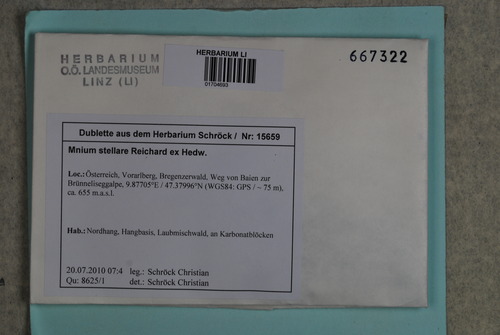 HERBARIUM
O.Ö. LANDESMUSEUM
LINZ (LI)
HERBARIUM LI
01704693
667322
Dublette aus dem Herbarium Schröck / Nr: 15659
Mnium stellare Reichard ex Hedw.
Loc.:Österreich, Vorarlberg, Bregenzerwald, Weg von Baien zur
Brünneliseggalpe, 9.87705°E / 47.37996°N (WGS84: GPS / ~ 75 m),
ca. 655 m.a.s.l.
Hab.:Nordhang, Hangbasis, Laubmischwald, an Karbonatblöcken
20.07.2010 07:4 leg.: Schröck Christian
Qu: 8625/1 det.: Schröck Christian